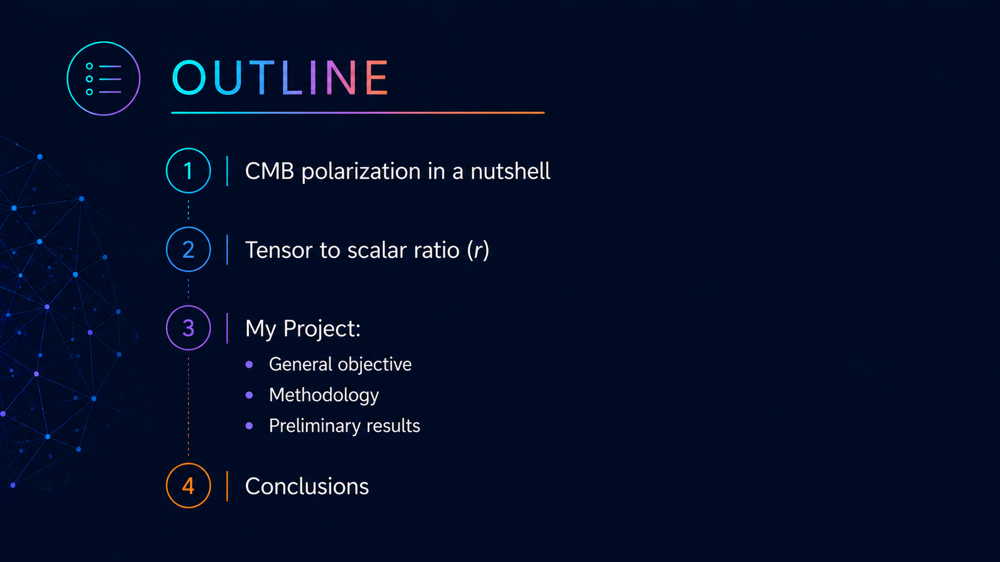 OUTLINE
1 CMB polarization in a nutshell
2 Tensor to scalar ratio (r)
3 My Project:
• General objective
• Methodology
• Preliminary results
4 Conclusions